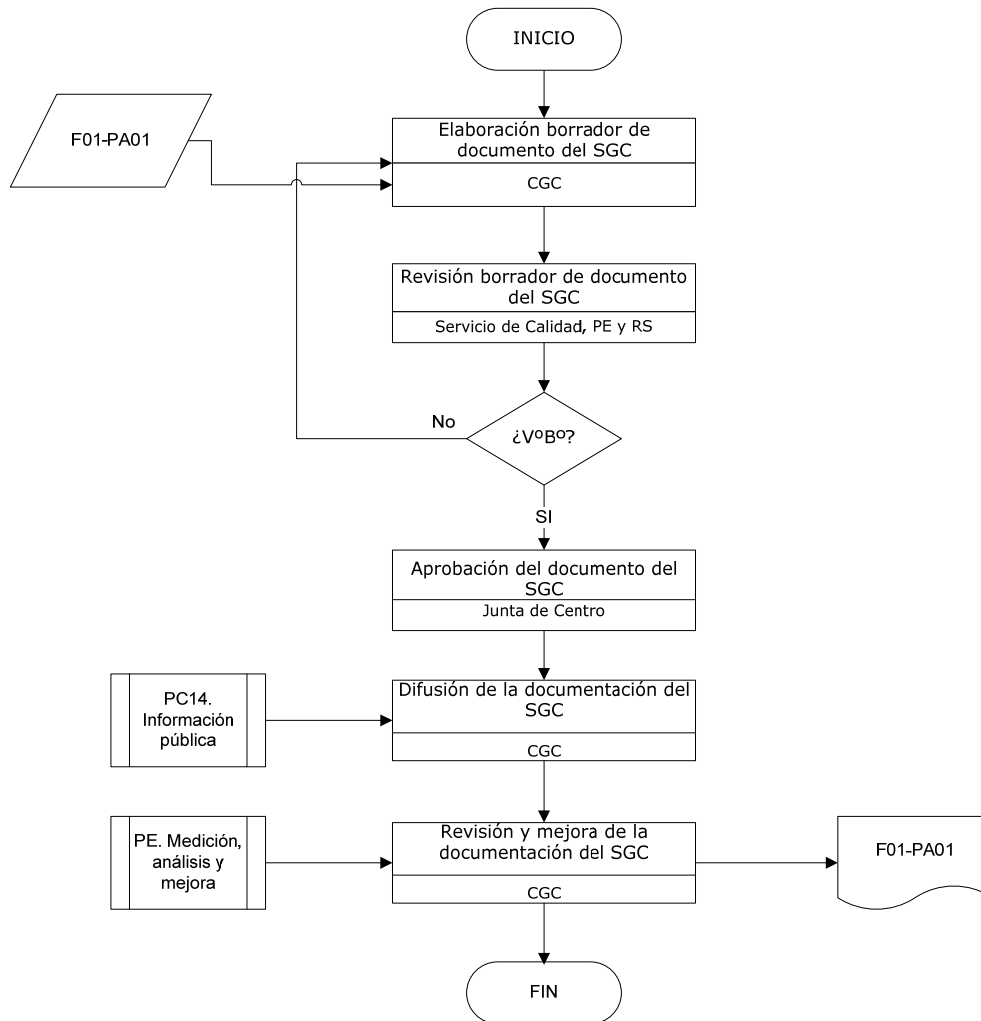 INICIO
F01-PA01
Elaboración borrador de
documento del SGC
CGC
Revisión borrador de documento
del SGC
Servicio de Calidad, PE y RS
No
¿VºBº?
SI
Aprobación del documento del
SGC
Junta de Centro
PC14.
Información
pública
Difusión de la documentación del
SGC
CGC
PE. Medición,
análisis y
mejora
Revisión y mejora de la
documentación del SGC
CGC
F01-PA01
FIN